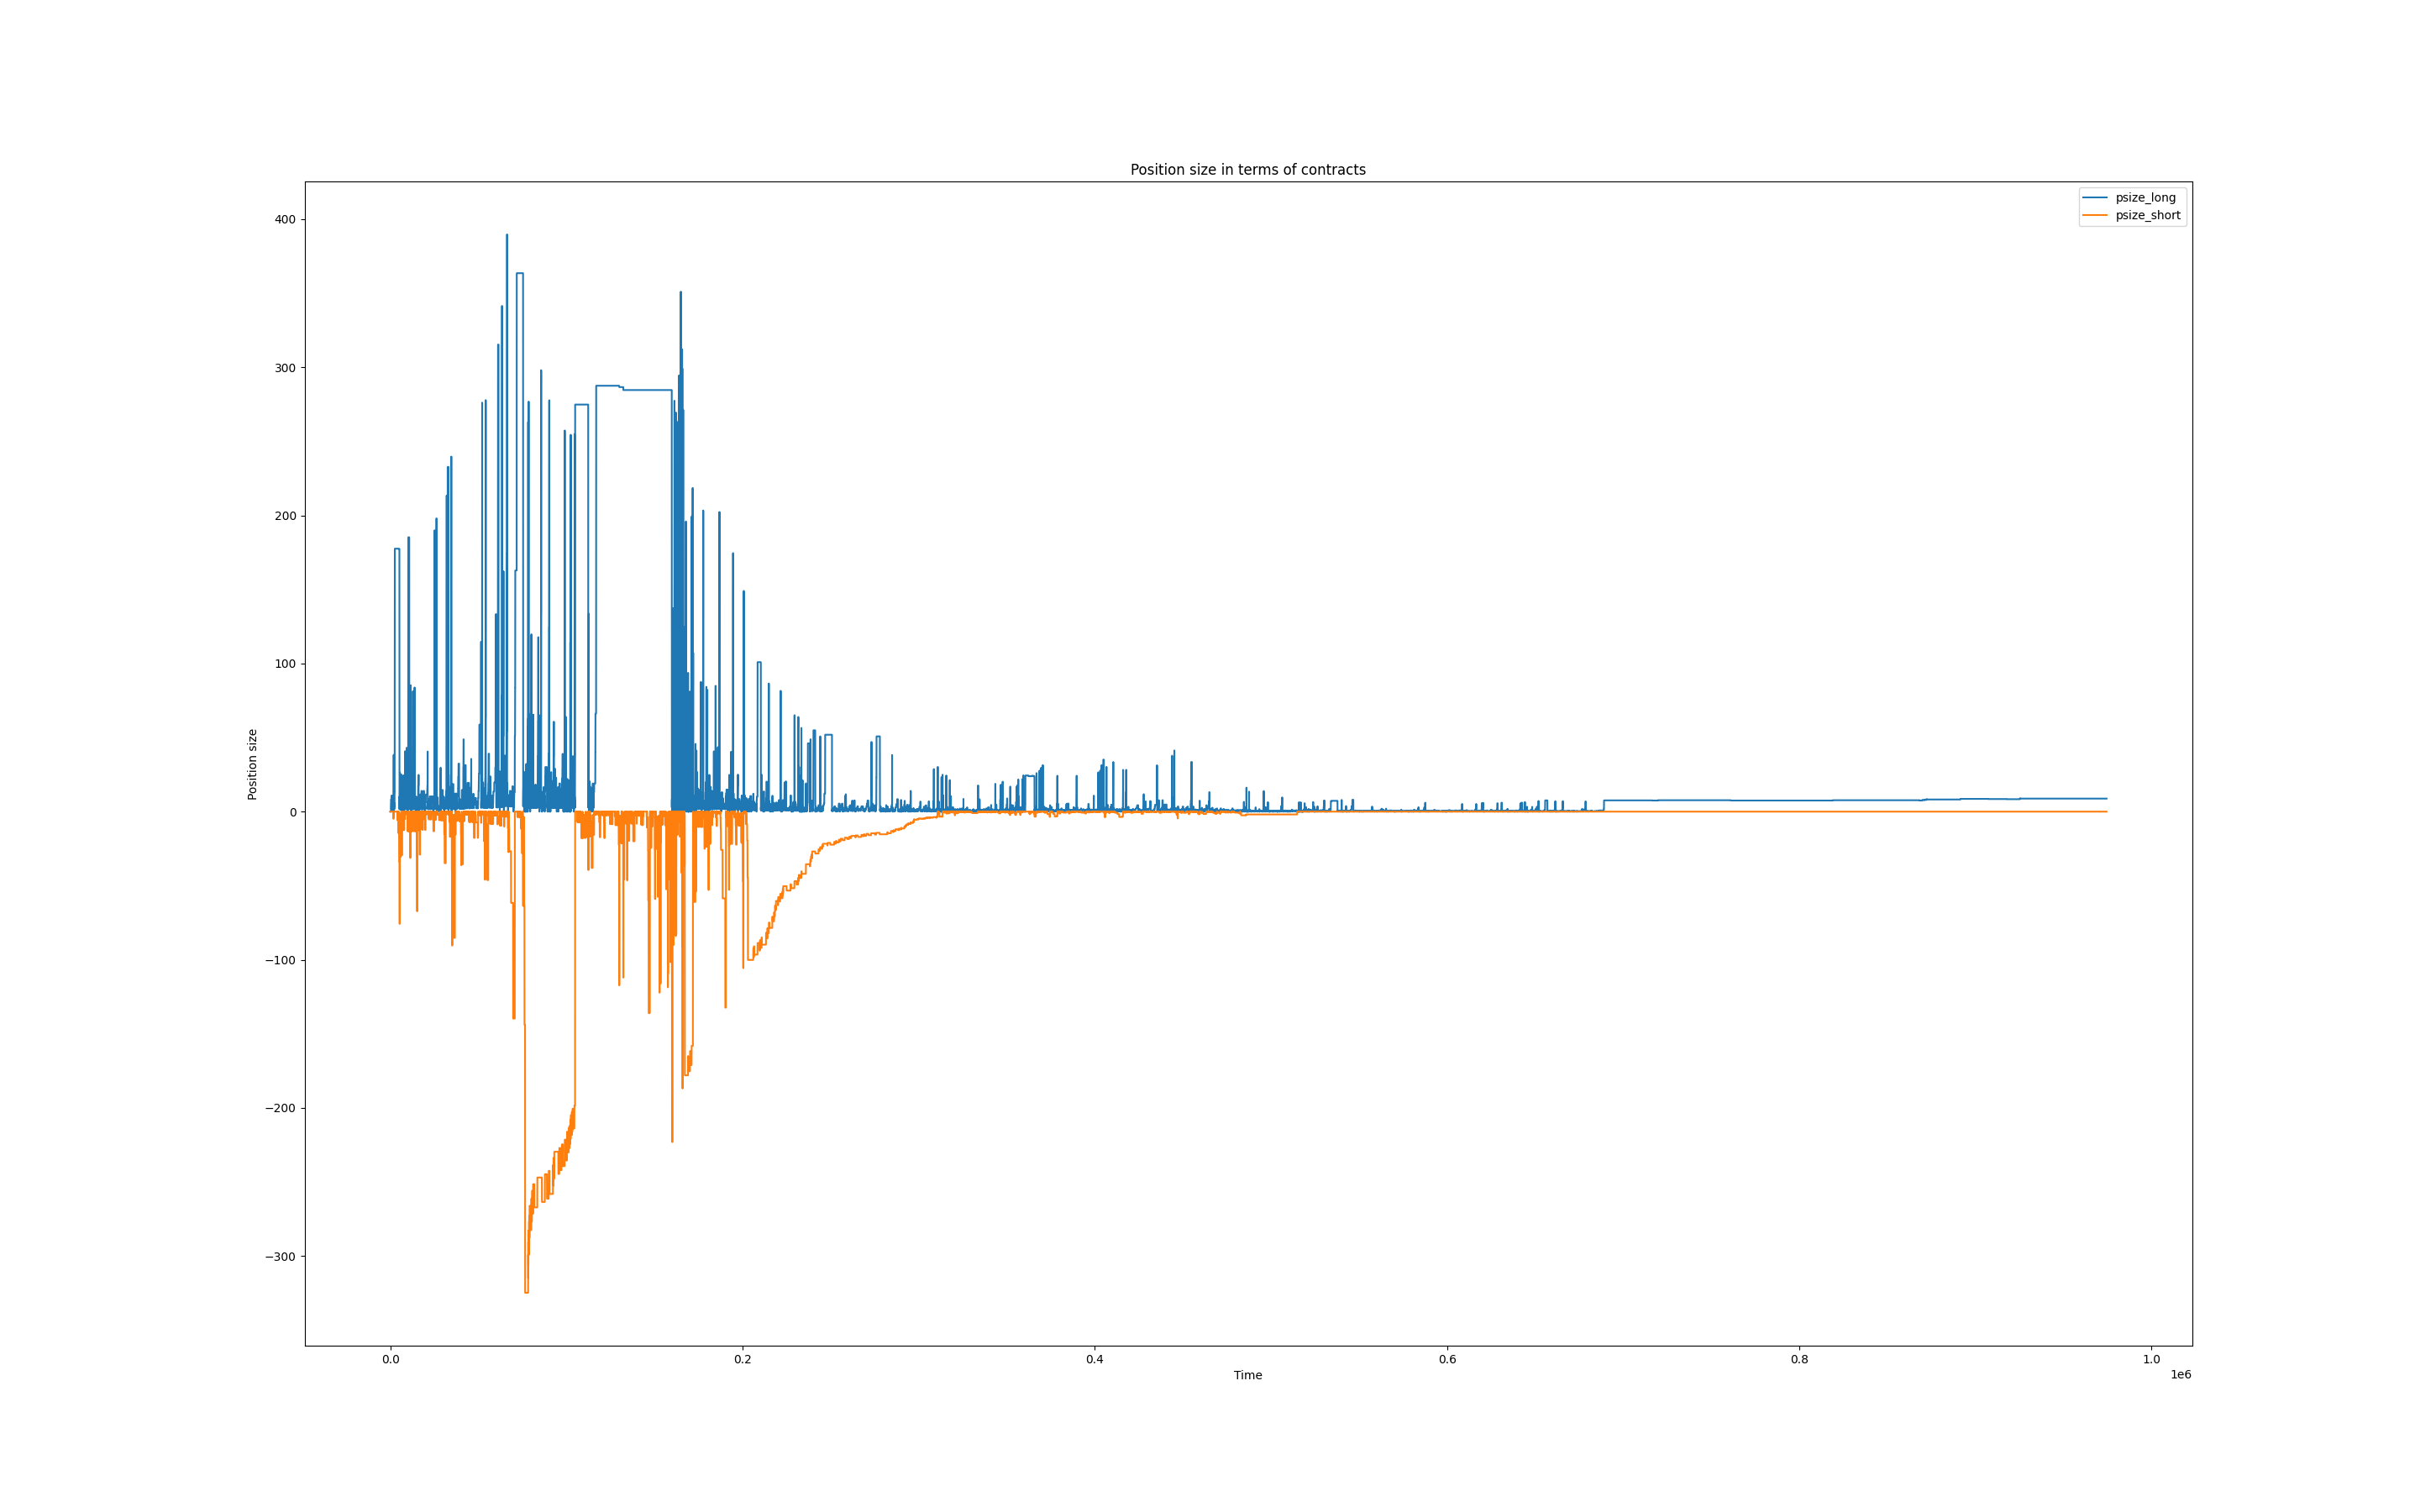 Position size in terms of contracts
psize_long
psize_short
400
300
200
100
0
−100
−200
−300
Position size
0.0 0.2 0.4 0.6 0.8 1.0
1e6
Time